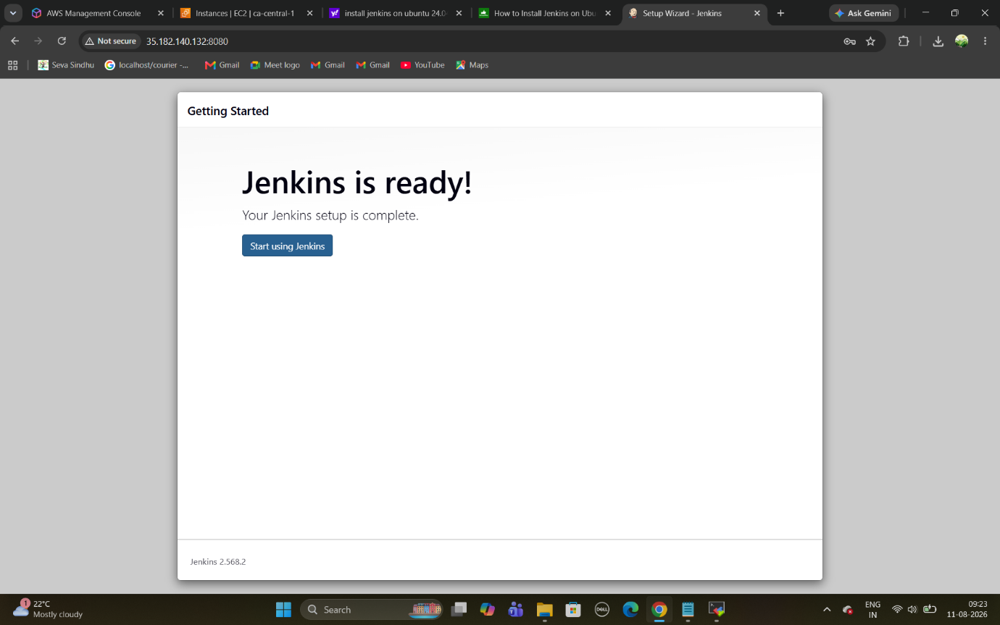 AWS Management Console
Instances | EC2 | ca-central-1
install jenkins on ubuntu 24.0
How to Install Jenkins on Ubu
Setup Wizard - Jenkins
Ask Gemini
Not secure
35.182.140.132:8080
Seva Sindhu
localhost/courier -...
Gmail
Meet logo
Gmail
Gmail
YouTube
Maps
Getting Started
Jenkins is ready!
Your Jenkins setup is complete.
Start using Jenkins
Jenkins 2.568.2
1
22°C
Mostly cloudy
Search
DELL
ENG
IN
09:23
11-08-2026